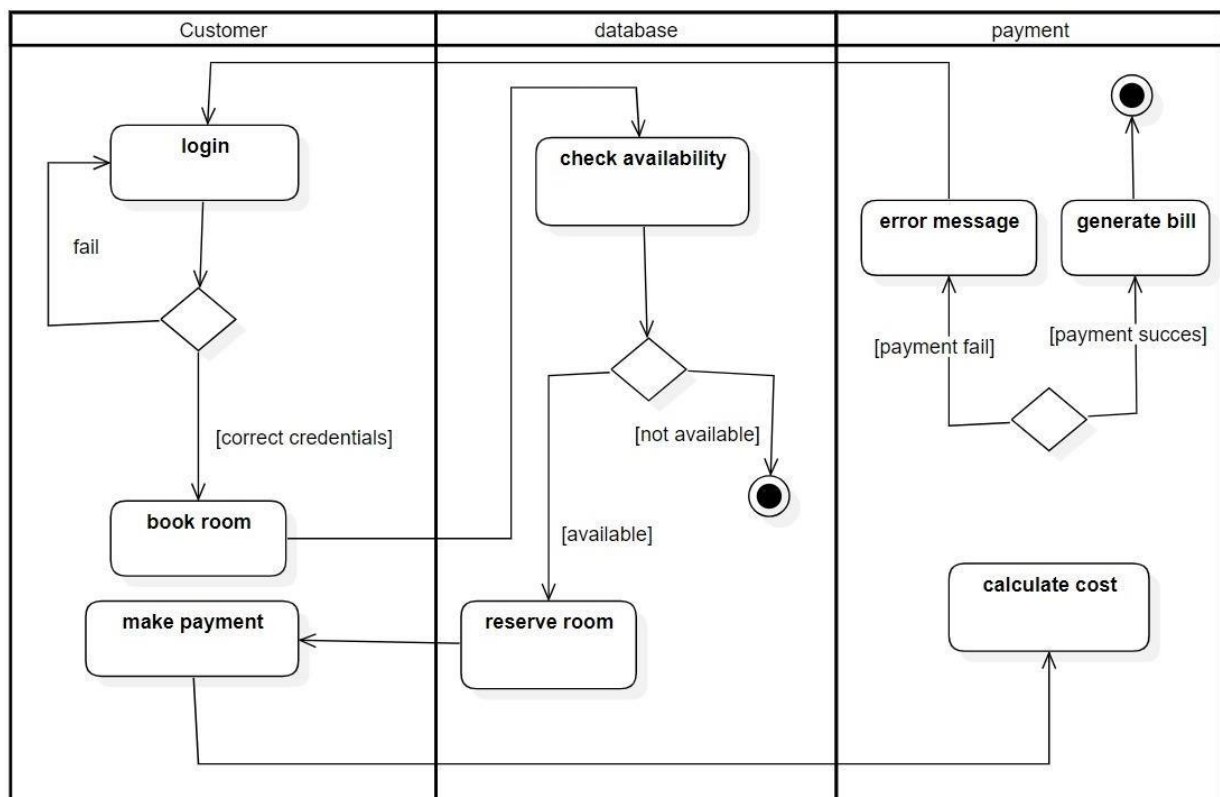 Customer
database
payment
login
check availability
fail
error message
generate bill
[payment fail]
[payment succes]
[correct credentials]
[not available]
book room
[available]
calculate cost
make payment
reserve room